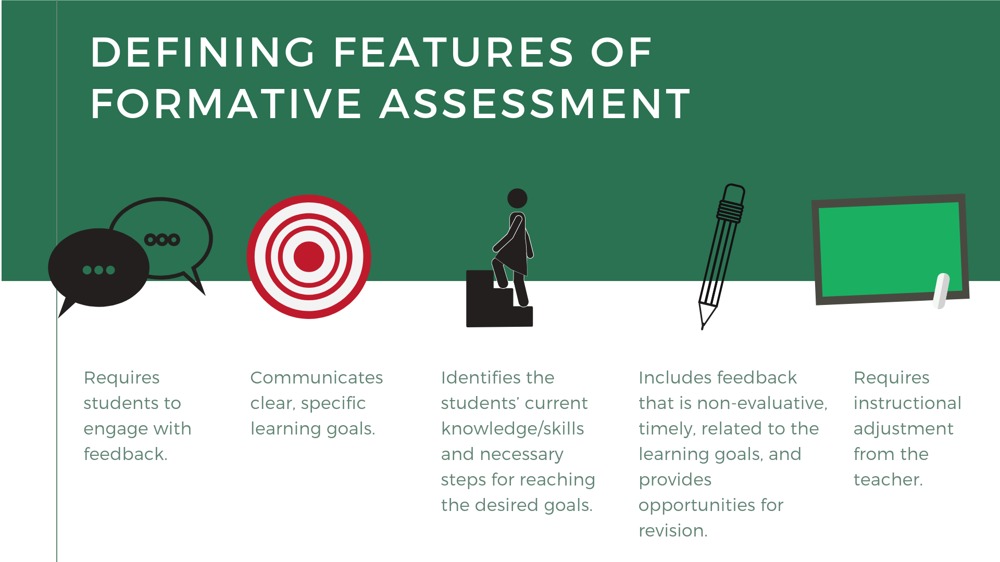 DEFINING FEATURES OF
FORMATIVE ASSESSMENT
Requires
students to
engage with
feedback.
Communicates
clear, specific
learning goals.
Identifies the
students’ current
knowledge/skills
and necessary
steps for reaching
the desired goals.
Includes feedback
that is non-evaluative,
timely, related to the
learning goals, and
provides
opportunities for
revision.
Requires
instructional
adjustment
from the
teacher.